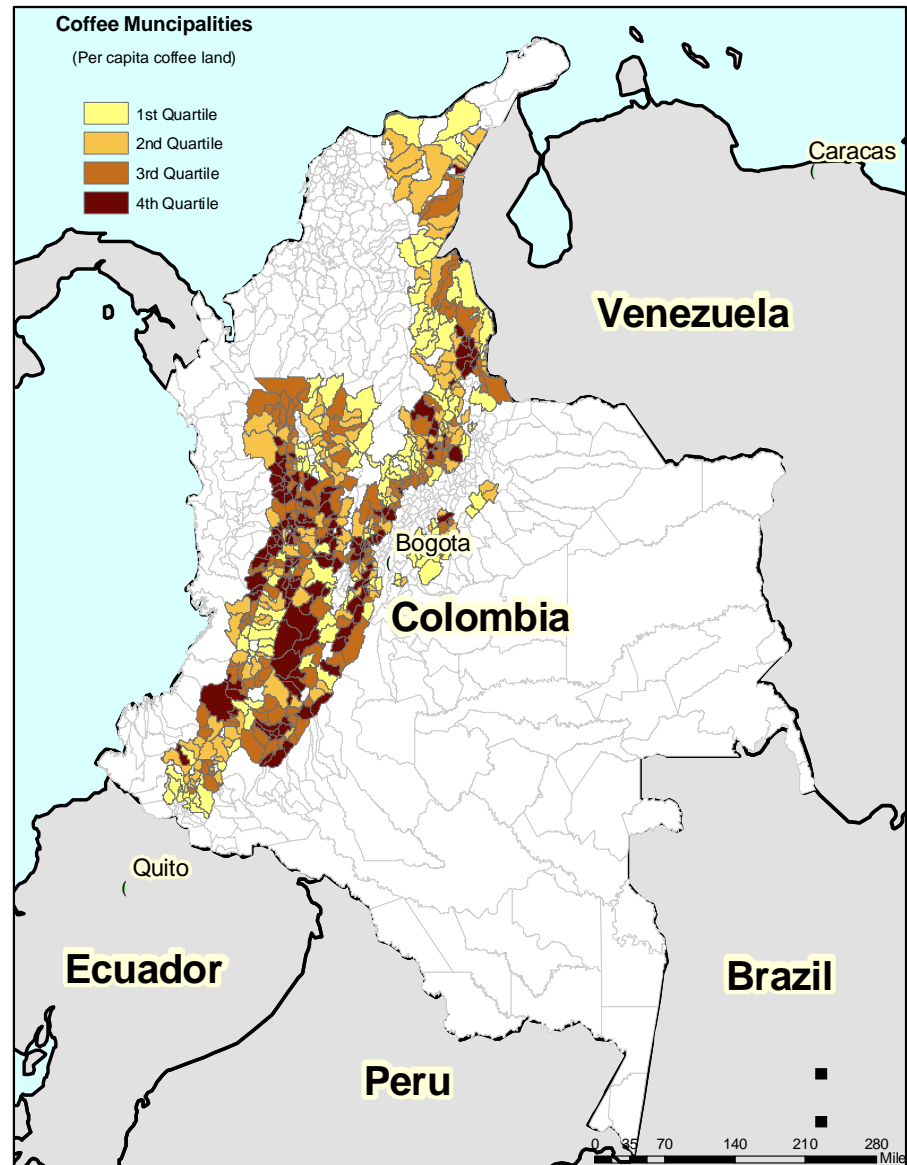 Coffee Muncipalities
(Per capita coffee land)
1st Quartile
2nd Quartile
3rd Quartile
4th Quartile
Caracas
Venezuela
Bogota
Colombia
Quito
Ecuador
Brazil
Peru
0 35 70 140 210 280
Mile